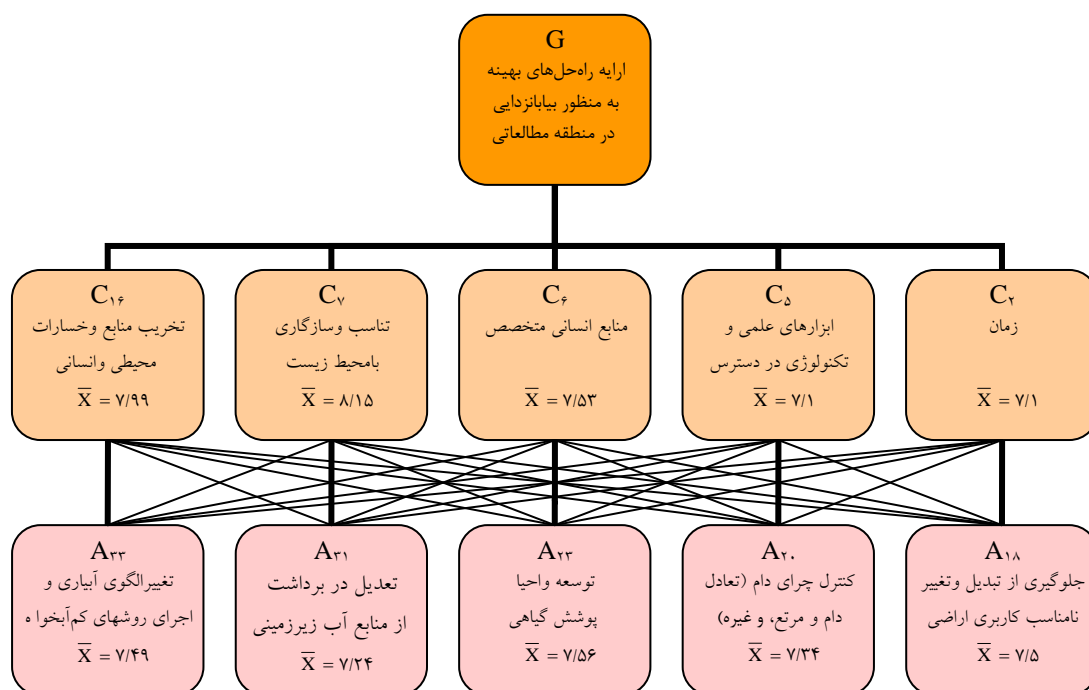 G
ارایه راه‌حل‌های بهینه
به منظور بیابانزدایی
در منطقه مطالعاتی
C۲
زمان
X̅ = ۷/۱
C۵
ابزارهای علمی و
تکنولوژی در دسترس
X̅ = ۷/۱
C۶
منابع انسانی متخصص
X̅ = ۷/۵۳
C۷
تناسب وسازگاری
بامحیط زیست
X̅ = ۸/۱۵
C۱۶
تخریب منابع وخسارات
محیطی وانسانی
X̅ = ۷/۹۹
A۱۸
جلوگیری از تبدیل وتغییر
نامناسب کاربری اراضی
X̅ = ۷/۵
A۲۰
کنترل چرای دام (تعادل
دام و مرتع، و غیره)
X̅ = ۷/۳۴
A۲۳
توسعه واحیا
پوشش گیاهی
X̅ = ۷/۵۶
A۳۱
تعدیل در برداشت
از منابع آب زیرزمینی
X̅ = ۷/۲۴
A۳۳
تغییرالگوی آبیاری و
اجرای روشهای کم‌آبخوا ه
X̅ = ۷/۴۹